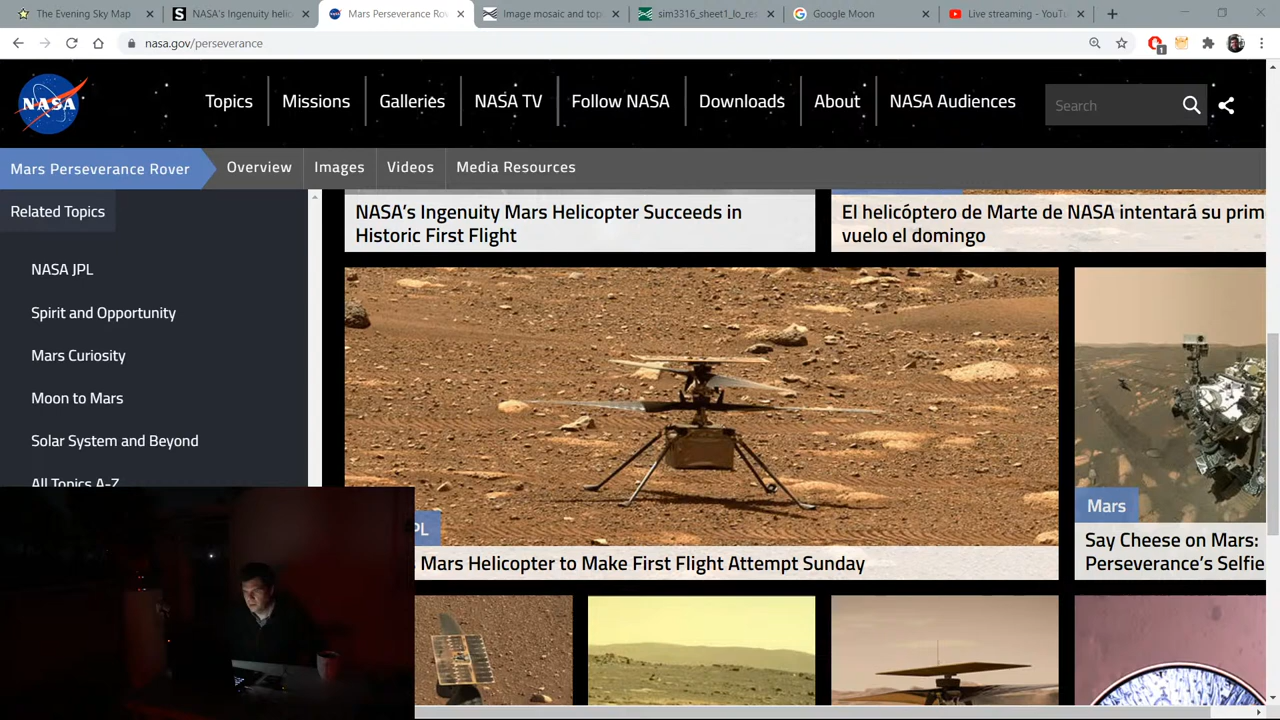 The Evening Sky Map
NASA's Ingenuity heli
Mars Perseverance Rover
Image mosaic and top
sim3316_sheet1_lo_res
Google Moon
Live streaming - YouTu
nasa.gov/perseverance
1
NASA
Topics
Missions
Galleries
NASA TV
Follow NASA
Downloads
About
NASA Audiences
Search
Mars Perseverance Rover
Overview
Images
Videos
Media Resources
Related Topics
NASA JPL
Spirit and Opportunity
Mars Curiosity
Moon to Mars
Solar System and Beyond
All Topics A-Z
NASA's Ingenuity Mars Helicopter Succeeds in
Historic First Flight
El helicóptero de Marte de NASA intentará su prim
vuelo el domingo
PL
Mars Helicopter to Make First Flight Attempt Sunday
Mars
Say Cheese on Mars:
Perseverance's Selfie